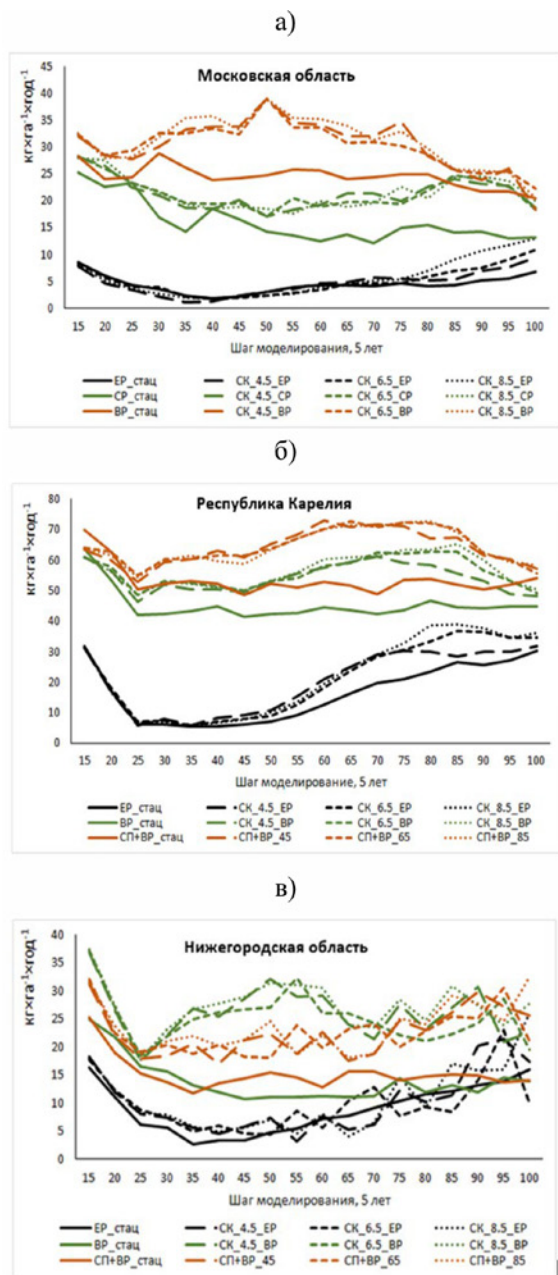 а)
Московская область
кг×га⁻¹×год⁻¹
45
40
35
30
25
20
15
10
5
0
15 20 25 30 35 40 45 50 55 60 65 70 75 80 85 90 95 100
Шаг моделирования, 5 лет
ЕР_стац СК_4.5_ЕР СК_6.5_ЕР СК_8.5_ЕР
СР_стац СК_4.5_СР СК_6.5_СР СК_8.5_СР
ВР_стац СК_4.5_ВР СК_6.5_ВР СК_8.5_ВР
б)
Республика Карелия
кг×га⁻¹×год⁻¹
80
70
60
50
40
30
20
10
0
15 20 25 30 35 40 45 50 55 60 65 70 75 80 85 90 95 100
Шаг моделирование, 5 лет
ЕР_стац СК_4.5_ЕР СК_6.5_ЕР СК_8.5_ЕР
ВР_стац СК_4.5_ВР СК_6.5_ВР СК_8.5_ВР
СП+ВР_стац СП+ВР_45 СП+ВР_65 СП+ВР_85
в)
Нижегородская область
кг×га⁻¹×год⁻¹
40
35
30
25
20
15
10
5
0
15 20 25 30 35 40 45 50 55 60 65 70 75 80 85 90 95 100
Шаг моделирования, 5 лет
ЕР_стац СК_4.5_ЕР СК_6.5_ЕР СК_8.5_ЕР
ВР_стац СК_4.5_ВР СК_6.5_ВР СК_8.5_ВР
СП+ВР_стац СП+ВР_45 СП+ВР_65 СП+ВР_85